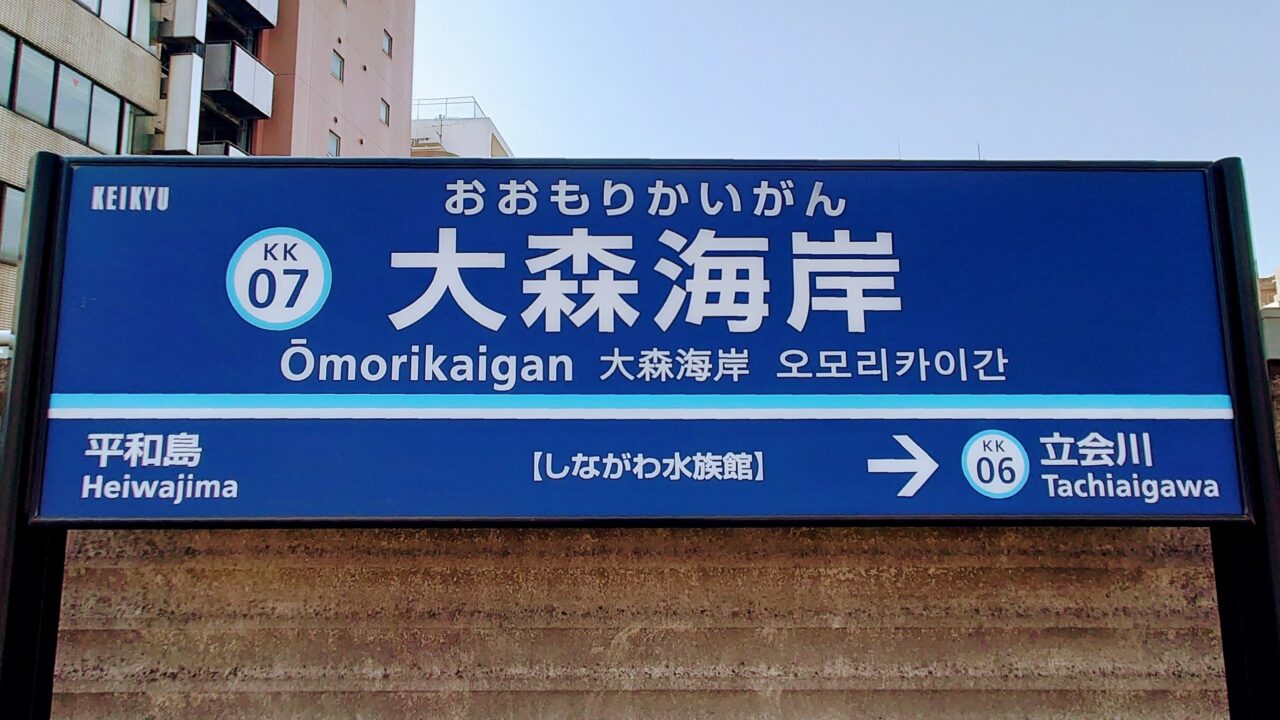 KEIKYU
おおもりかいがん
KK
07
大森海岸
Ōmorikaigan 大森海岸 오모리카이간
平和島
Heiwajima
【しながわ水族館】
→
KK
06
立会川
Tachiaigawa